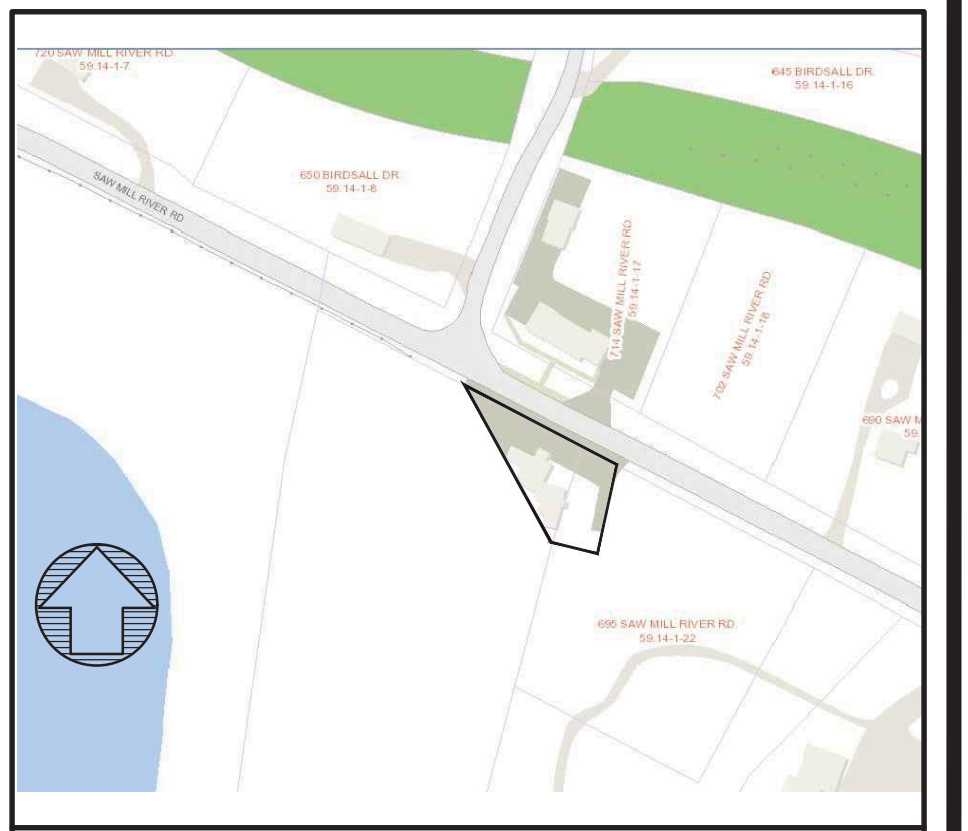 720 SAW MILL RIVER RD.
59.14-1-7
645 BIRDSALL DR.
59.14-1-16
650 BIRDSALL DR.
59.14-1-8
SAW MILL RIVER RD
714 SAW MILL RIVER RD.
59.14-1-17
702 SAW MILL RIVER RD.
59.14-1-18
690 SAW M
59.
695 SAW MILL RIVER RD.
59.14-1-22